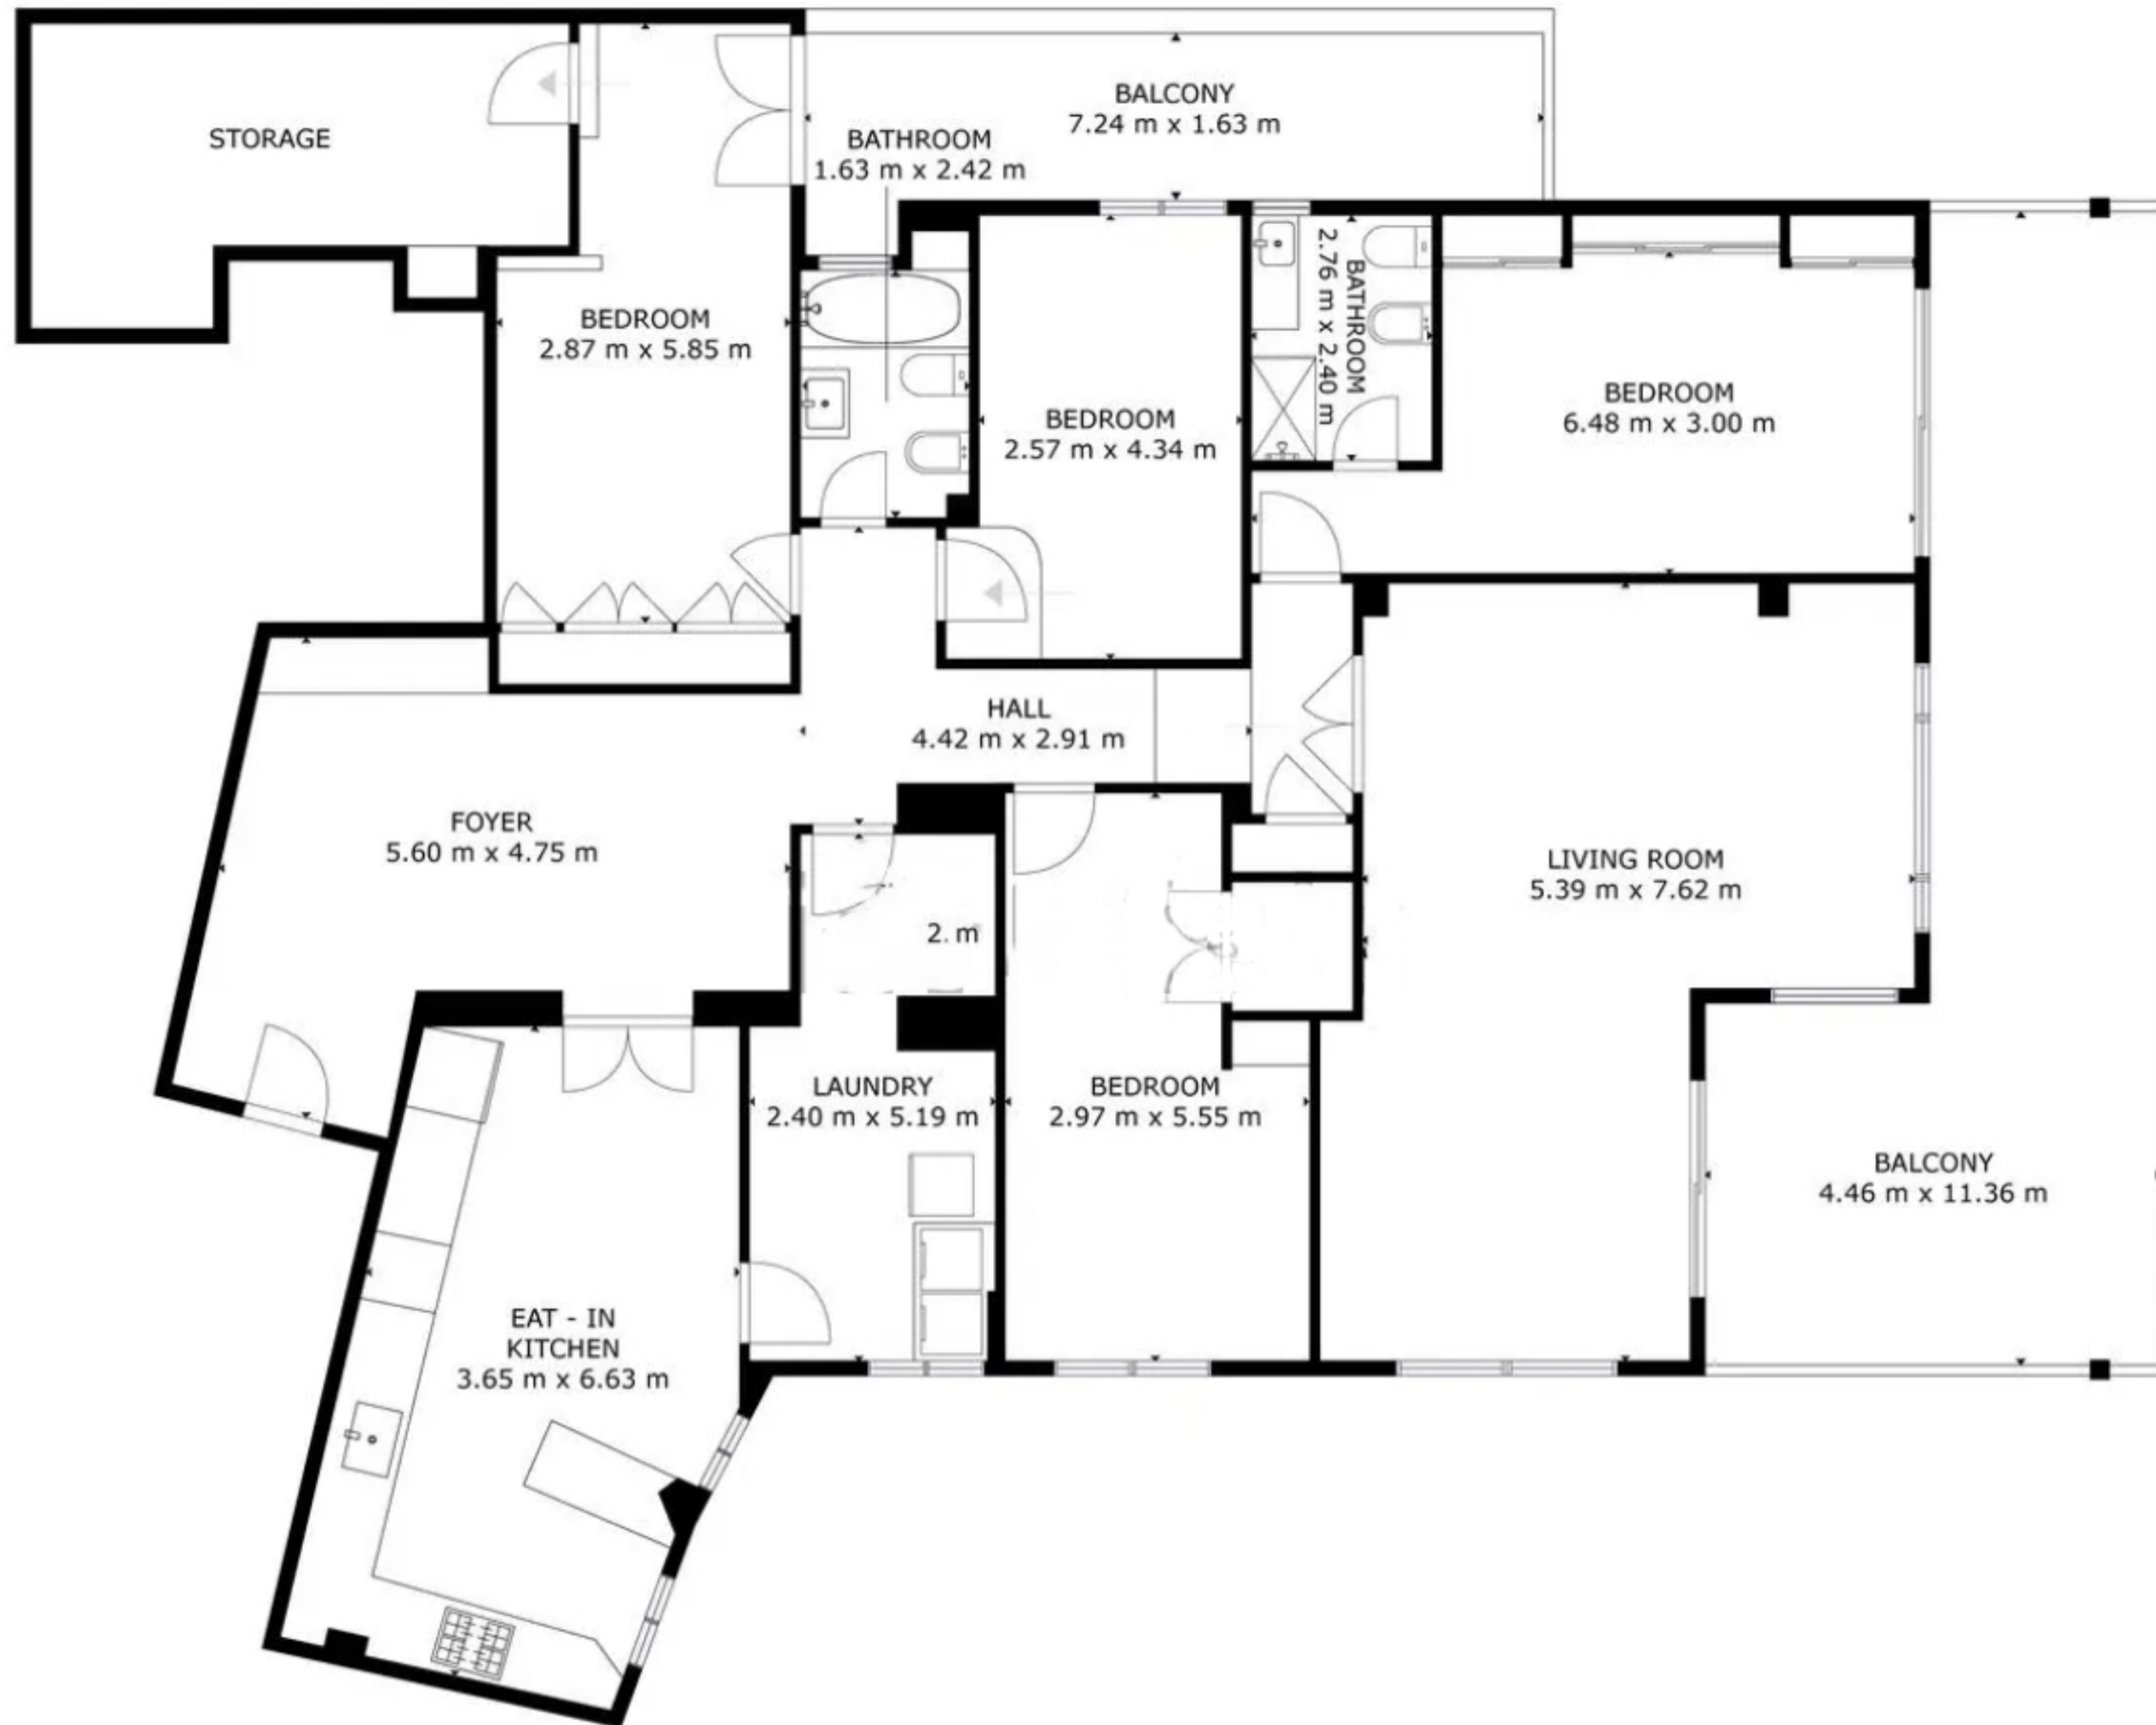 STORAGE
BALCONY
7.24 m x 1.63 m
BATHROOM
1.63 m x 2.42 m
BEDROOM
2.87 m x 5.85 m
BEDROOM
2.57 m x 4.34 m
BATHROOM
2.76 m x 2.40 m
BEDROOM
6.48 m x 3.00 m
HALL
4.42 m x 2.91 m
FOYER
5.60 m x 4.75 m
LIVING ROOM
5.39 m x 7.62 m
2. m
LAUNDRY
2.40 m x 5.19 m
BEDROOM
2.97 m x 5.55 m
BALCONY
4.46 m x 11.36 m
EAT - IN
KITCHEN
3.65 m x 6.63 m